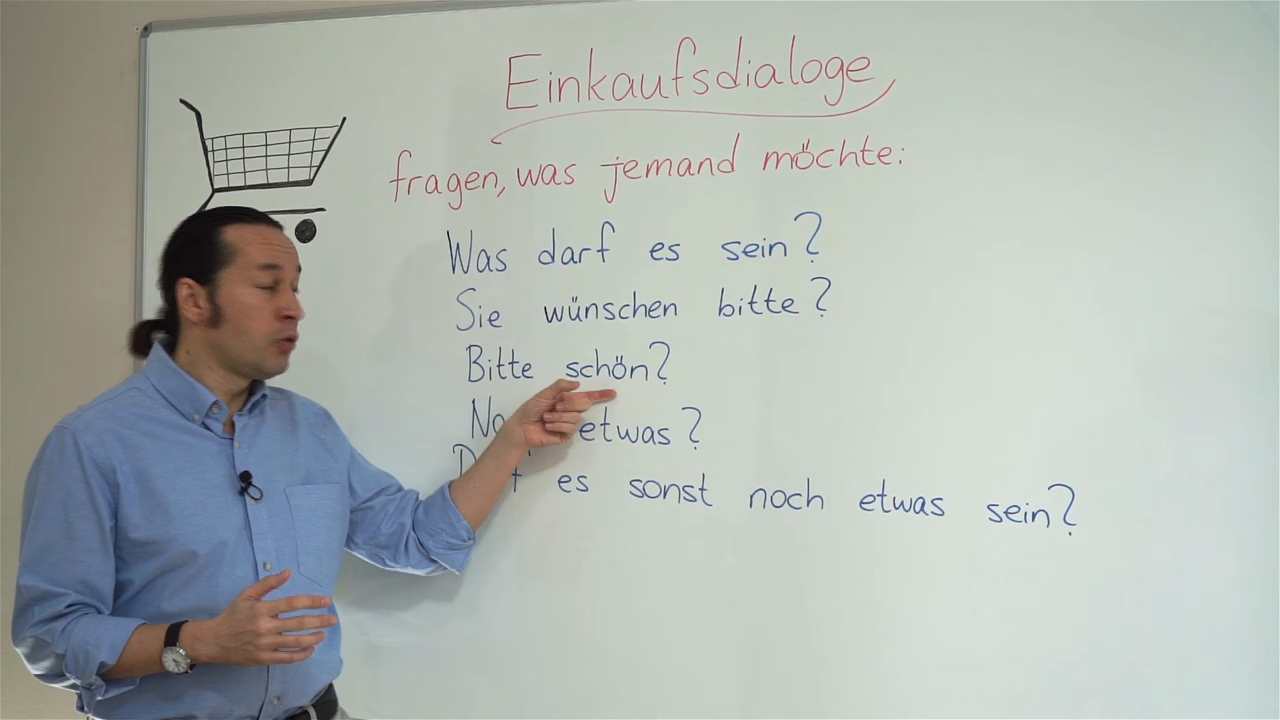 Einkaufsdialoge
fragen, was jemand möchte:
Was darf es sein?
Sie wünschen bitte?
Bitte schön?
etwas?
es sonst noch etwas sein?